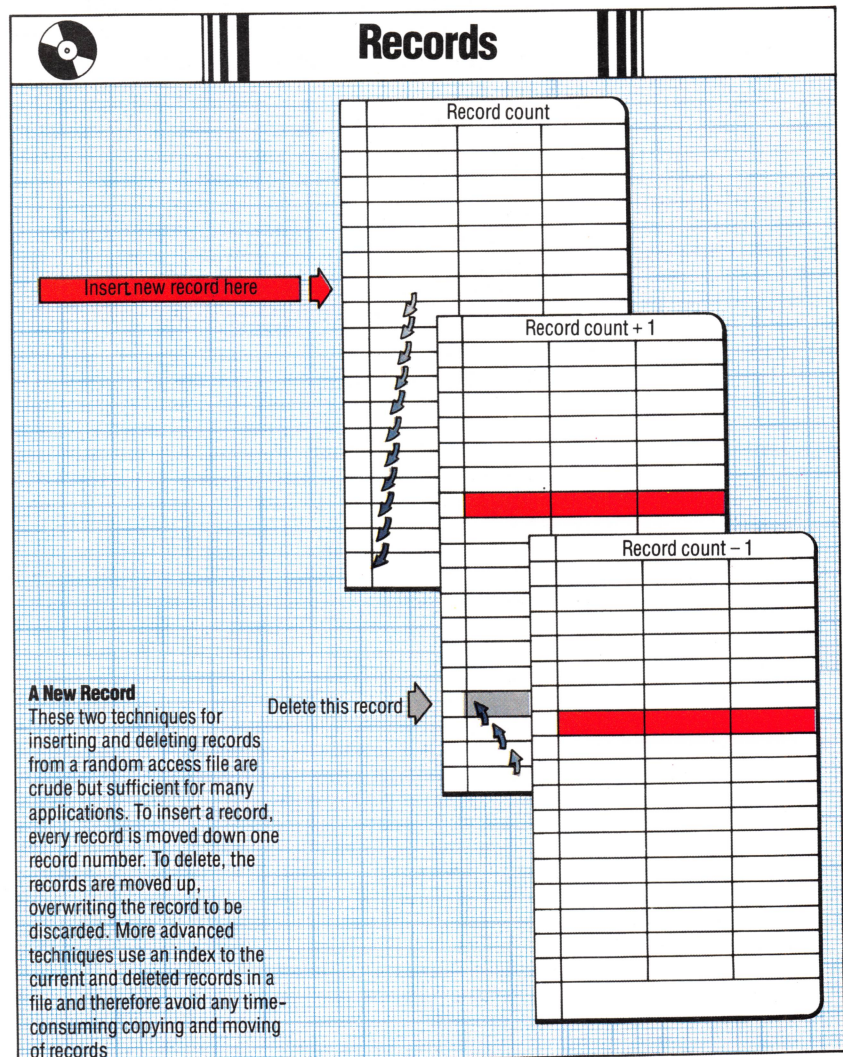 Records
Record count
Insert new record here
Record count + 1
Record count – 1
Delete this record
A New Record
These two techniques for
inserting and deleting records
from a random access file are
crude but sufficient for many
applications. To insert a record,
every record is moved down one
record number. To delete, the
records are moved up,
overwriting the record to be
discarded. More advanced
techniques use an index to the
current and deleted records in a
file and therefore avoid any time-
consuming copying and moving
of records